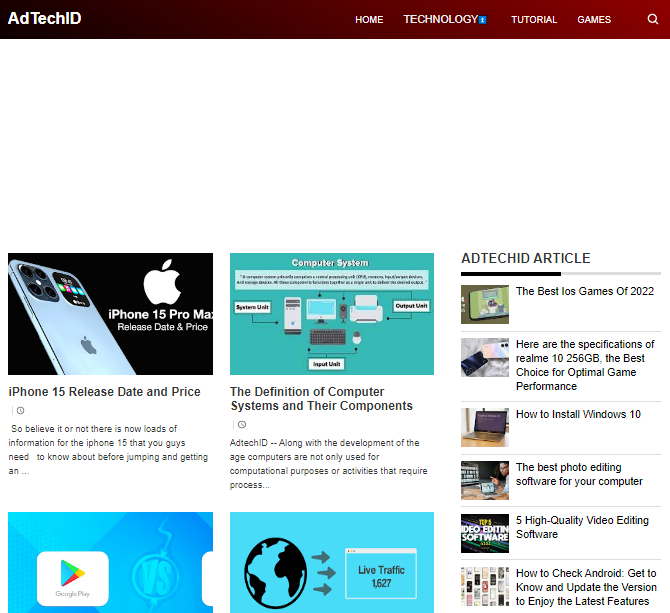 AdTechID
HOME
TECHNOLOGY
TUTORIAL
GAMES
iPhone 15 Pro Max
Release Date & Price
iPhone 15 Release Date and Price
So believe it or not there is now loads of
information for the iphone 15 that you guys
need to know about before jumping and getting
an ...
Computer System
System Unit
Output Unit
Input Unit
The Definition of Computer
Systems and Their Components
AdtechID -- Along with the development of the
age computers are not only used for
computational purposes or activities that require
process...
Google Play
VS
Live Traffic
1,627
ADTECHID ARTICLE
The Best Ios Games Of 2022
Here are the specifications of
realme 10 256GB, the Best
Choice for Optimal Game
Performance
How to Install Windows 10
The best photo editing
software for your computer
TOP 5
VIDEO EDITING
SOFTWARE
5 High-Quality Video Editing
Software
How to Check Android: Get to
Know and Update the Version
to Enjoy the Latest Features